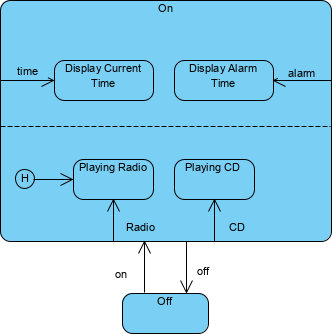 On
time
Display Current
Time
Display Alarm
Time
alarm
H
Playing Radio
Playing CD
Radio
CD
on
off
Off